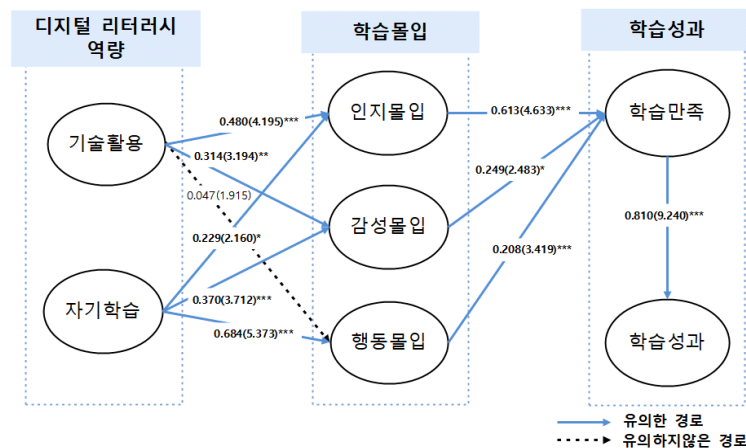 디지털 리터러시
역량
학습몰입
학습성과
기술활용
자기학습
인지몰입
감성몰입
행동몰입
학습만족
학습성과
0.480(4.195)***
0.314(3.194)**
0.047(1.915)
0.229(2.160)*
0.370(3.712)***
0.684(5.373)***
0.613(4.633)***
0.249(2.483)*
0.208(3.419)***
0.810(9.240)***
유의한 경로
유의하지않은 경로